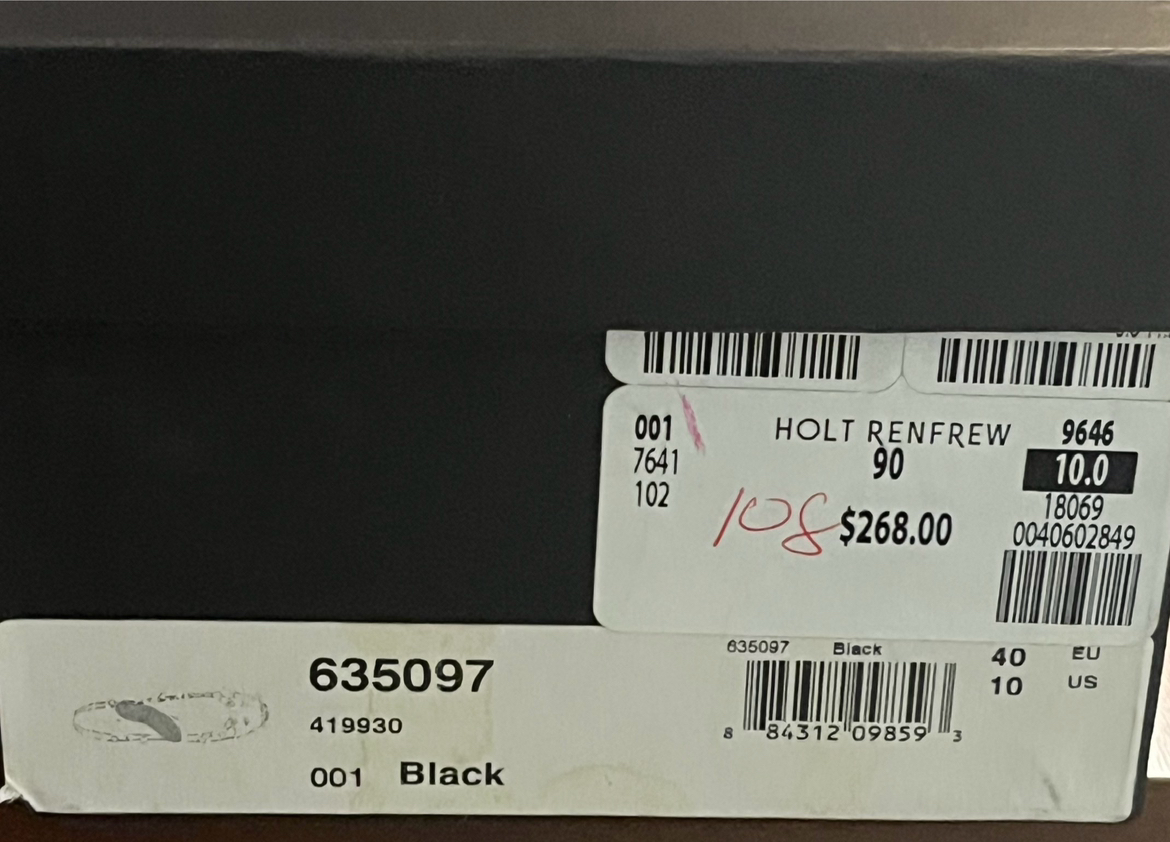 001 HOLT RENFREW 9646
7641 90 10.0
102 18069
108 $268.00 0040602849
635097 635097 Black 40 EU
10 US
419930 8 84312 09859 3
001 Black